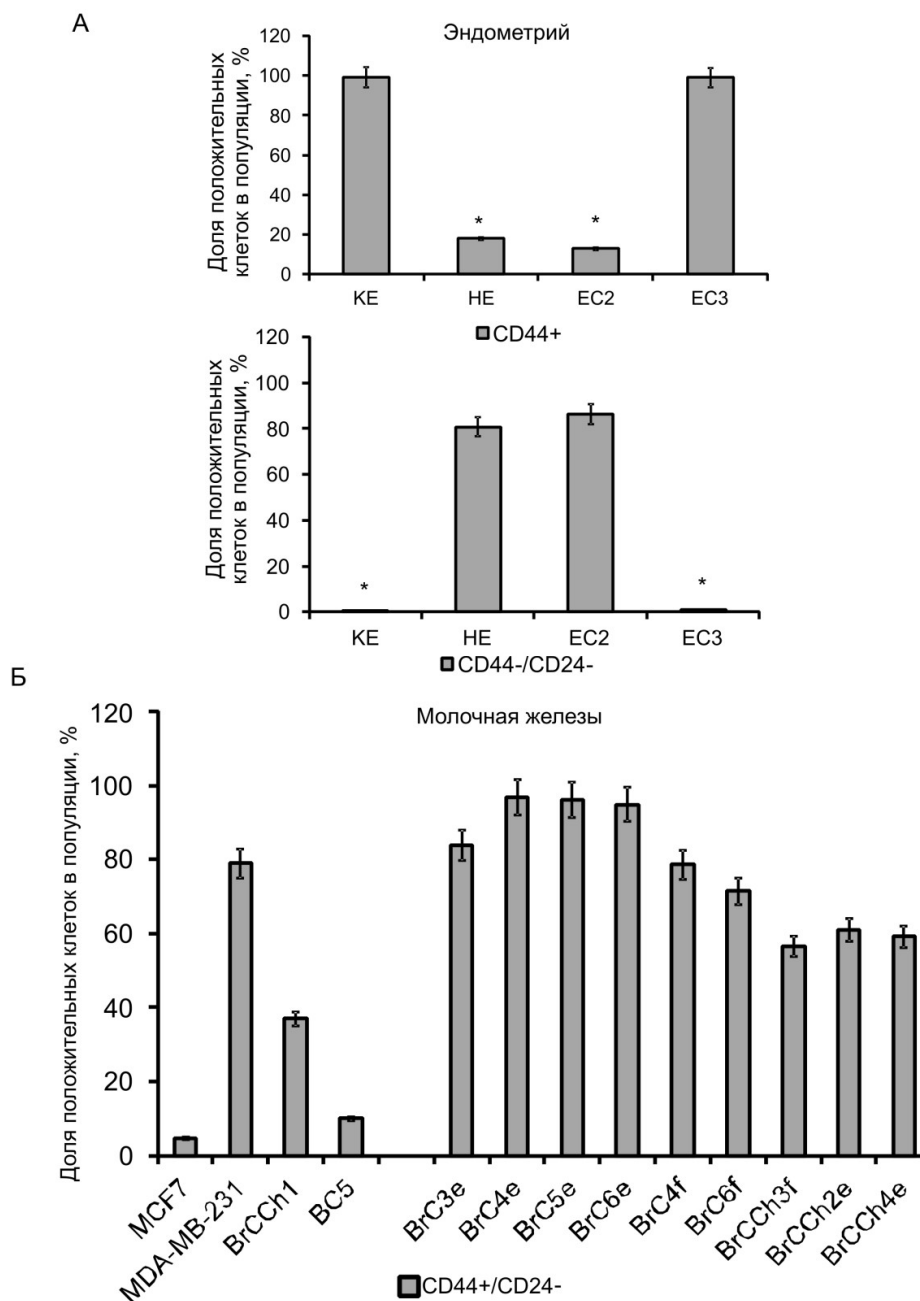 А
Эндометрий
Доля положительных
клеток в популяции, %
120
100
80
60
40
20
0
*
*
KE
HE
EC2
EC3
CD44+
Доля положительных
клеток в популяции, %
120
100
80
60
40
20
0
*
*
KE
HE
EC2
EC3
CD44-/CD24-
Б
Молочная железы
Доля положительных клеток в популяции, %
120
100
80
60
40
20
0
MCF7
MDA-MB-231
BrCCh1
BC5
BrC3e
BrC4e
BrC5e
BrC6e
BrC4f
BrC6f
BrCCh3f
BrCCh2e
BrCCh4e
CD44+/CD24-